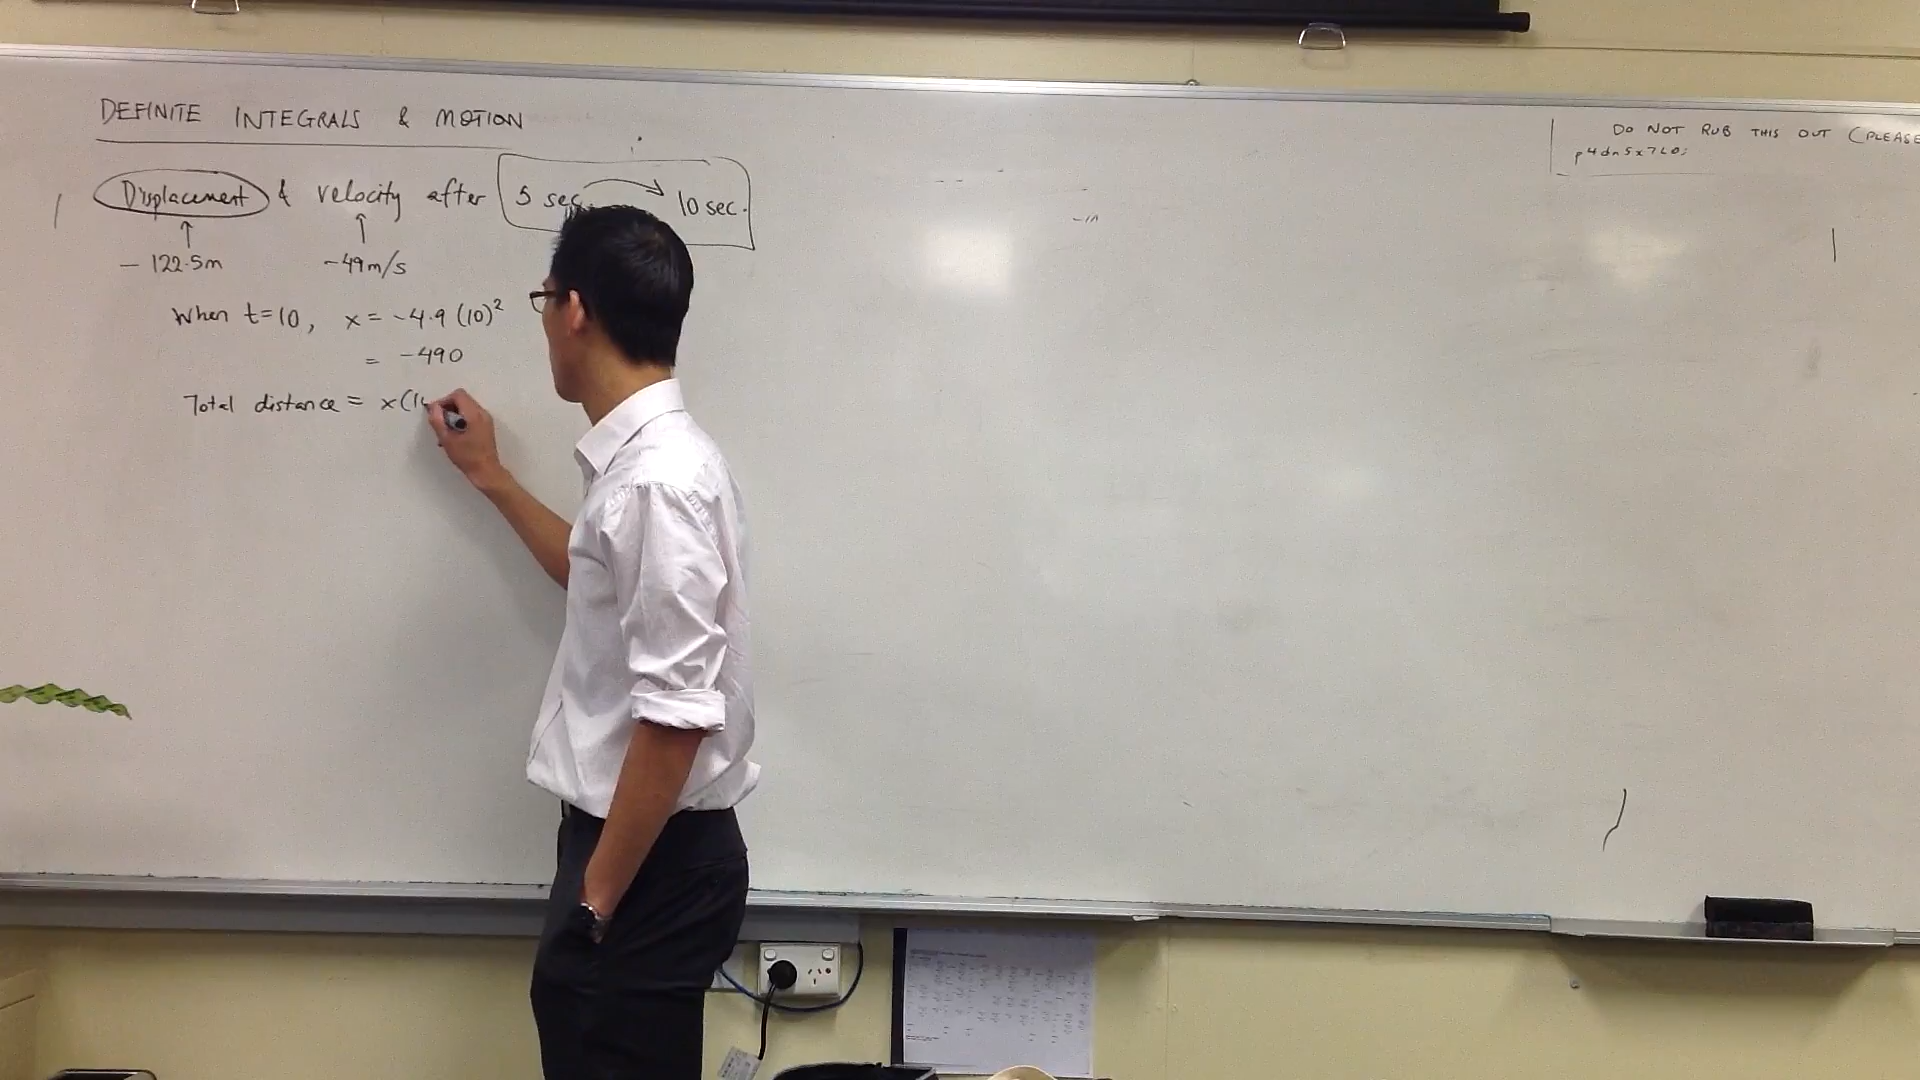 DEFINITE INTEGRALS & MOTION
Displacement & velocity after 5 sec. 10 sec.
- 122.5m -49m/s
When t=10, x = -4.9 (10)²
= -490
Total distance = x(1
DO NOT RUB THIS OUT (PLEASE